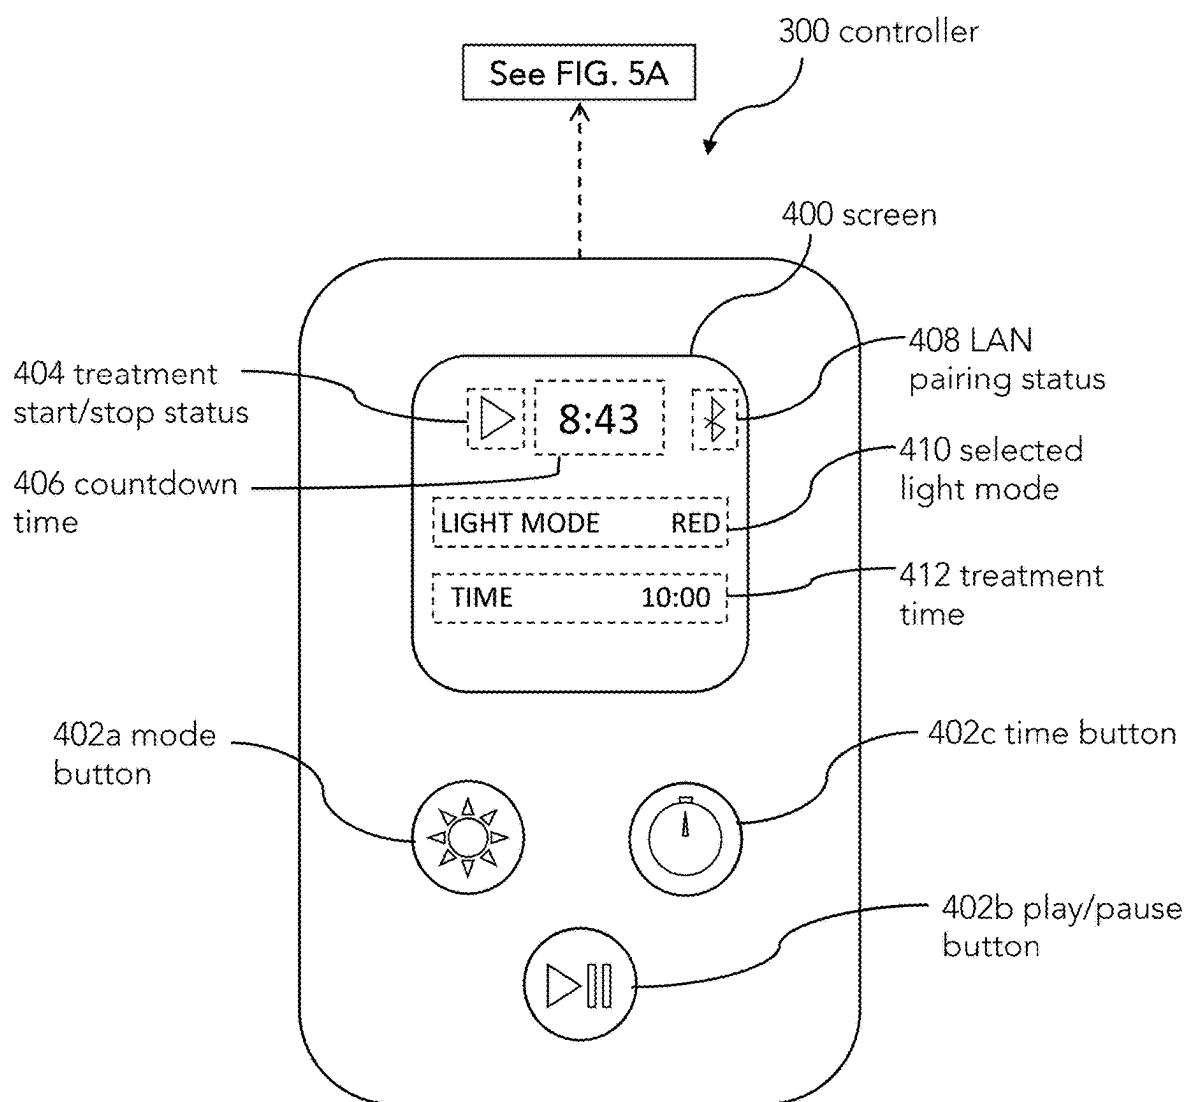 300 controller
See FIG. 5A
400 screen
408 LAN
pairing status
404 treatment
start/stop status
8:43
410 selected
light mode
406 countdown
time
LIGHT MODE RED
412 treatment
time
TIME 10:00
402a mode
button
402c time button
402b play/pause
button